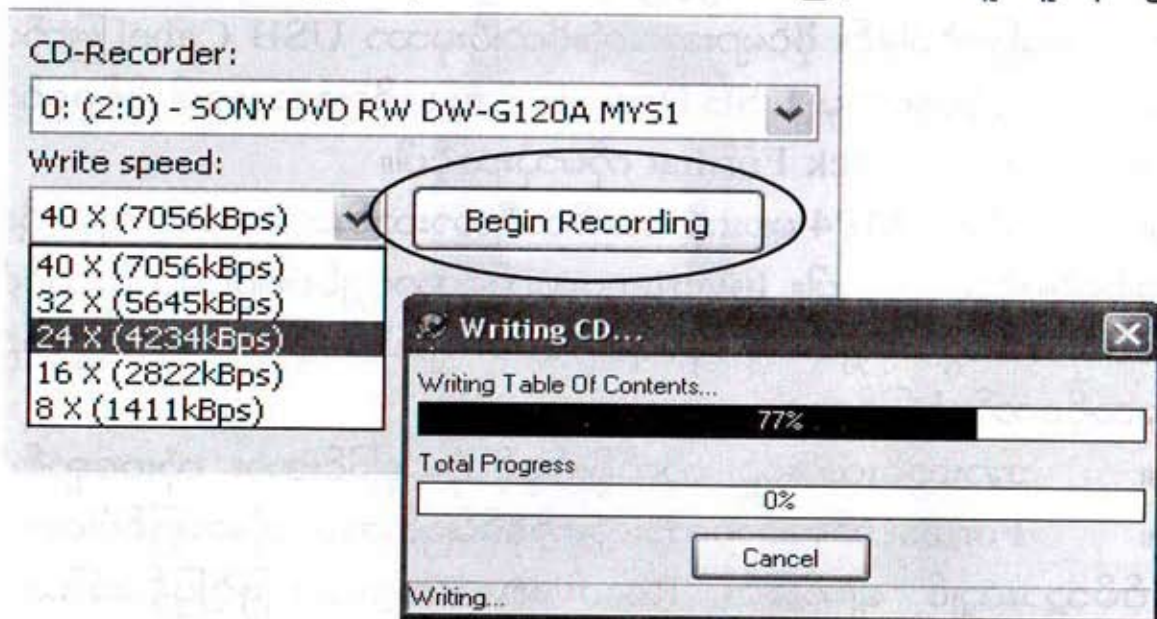 CD-Recorder:
0: (2:0) - SONY DVD RW DW-G120A MYS1
Write speed:
40 X (7056kBps)
Begin Recording
40 X (7056kBps)
32 X (5645kBps)
24 X (4234kBps)
16 X (2822kBps)
8 X (1411kBps)
Writing CD...
Writing Table Of Contents...
77%
Total Progress
0%
Cancel
Writing...